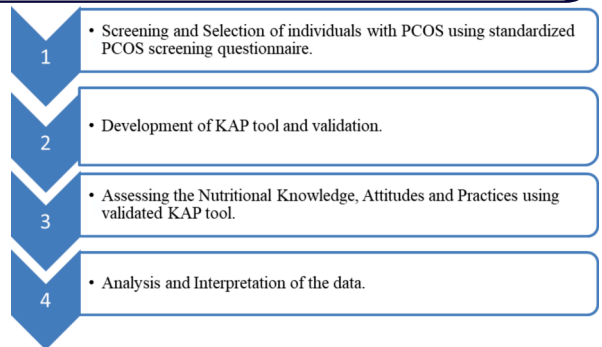 1
• Screening and Selection of individuals with PCOS using standardized
PCOS screening questionnaire.
2
• Development of KAP tool and validation.
3
• Assessing the Nutritional Knowledge, Attitudes and Practices using
validated KAP tool.
4
• Analysis and Interpretation of the data.